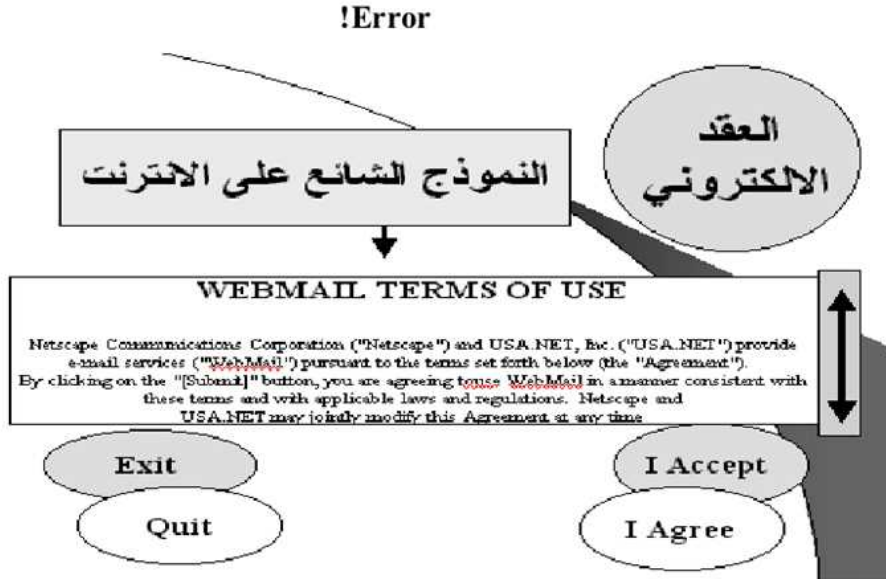 !Error
العقد
الالكتروني
النموذج الشائع على الانترنت
WEBMAIL TERMS OF USE
Netscape Communications Corporation ("Netscape") and USA.NET, Inc. ("USA.NET") provide
e-mail services ("WebMail") pursuant to the terms set forth below (the "Agreement").
By clicking on the "[Submit]" button, you are agreeing touse WebMail in a manner consistent with
these terms and with applicable laws and regulations. Netscape and
USA.NET may jointly modify this Agreement at any time
Exit
I Accept
Quit
I Agree